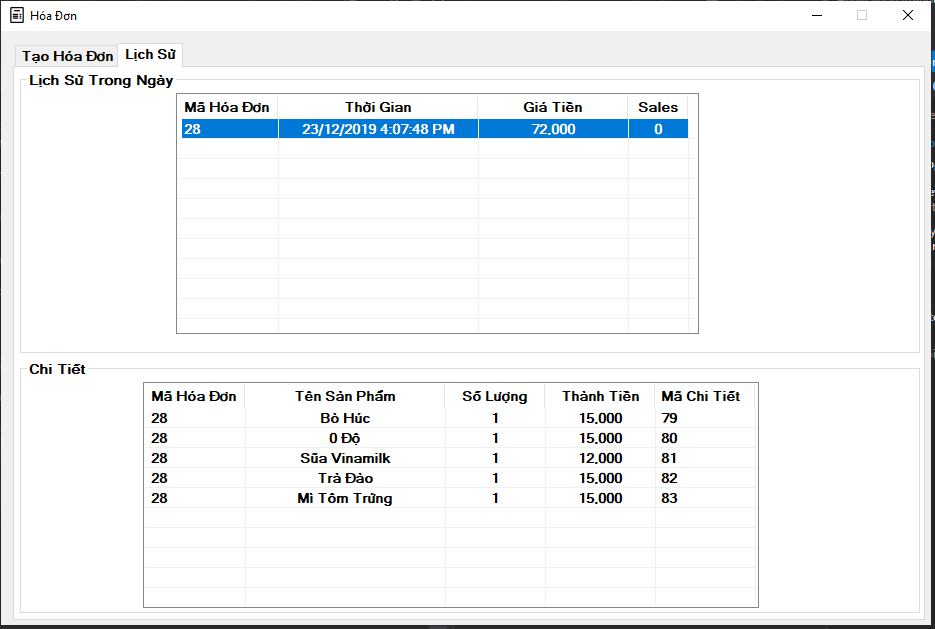 Hóa Đơn
Tạo Hóa Đơn Lịch Sử
Lịch Sử Trong Ngày
Mã Hóa Đơn Thời Gian Giá Tiền Sales
28 23/12/2019 4:07:48 PM 72,000 0
Chi Tiết
Mã Hóa Đơn Tên Sản Phẩm Số Lượng Thành Tiền Mã Chi Tiết
28 Bò Húc 1 15,000 79
28 0 Độ 1 15,000 80
28 Sữa Vinamilk 1 12,000 81
28 Trà Đào 1 15,000 82
28 Mì Tôm Trứng 1 15,000 83